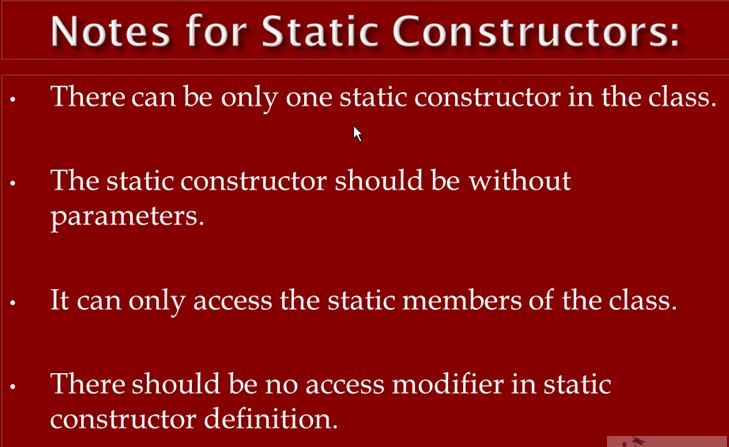 Notes for Static Constructors:
• There can be only one static constructor in the class.
• The static constructor should be without
parameters.
• It can only access the static members of the class.
• There should be no access modifier in static
constructor definition.